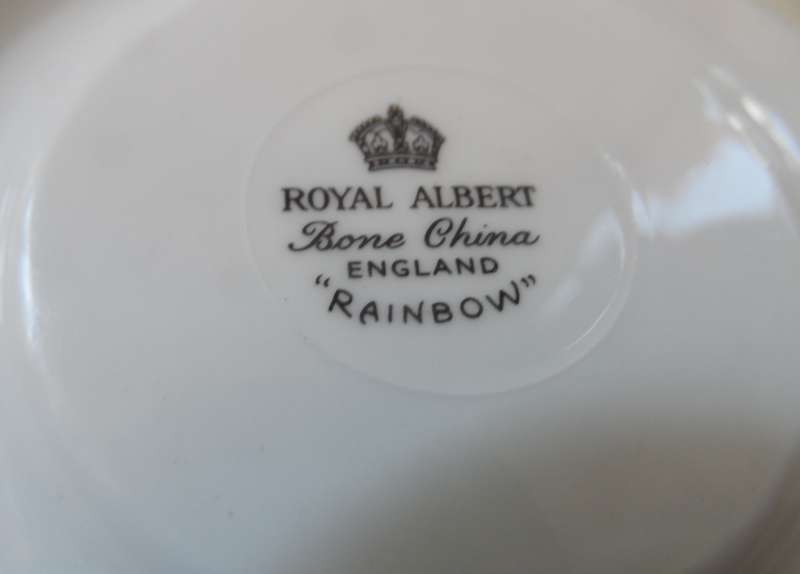 ROYAL ALBERT
Bone China
ENGLAND
"RAINBOW"